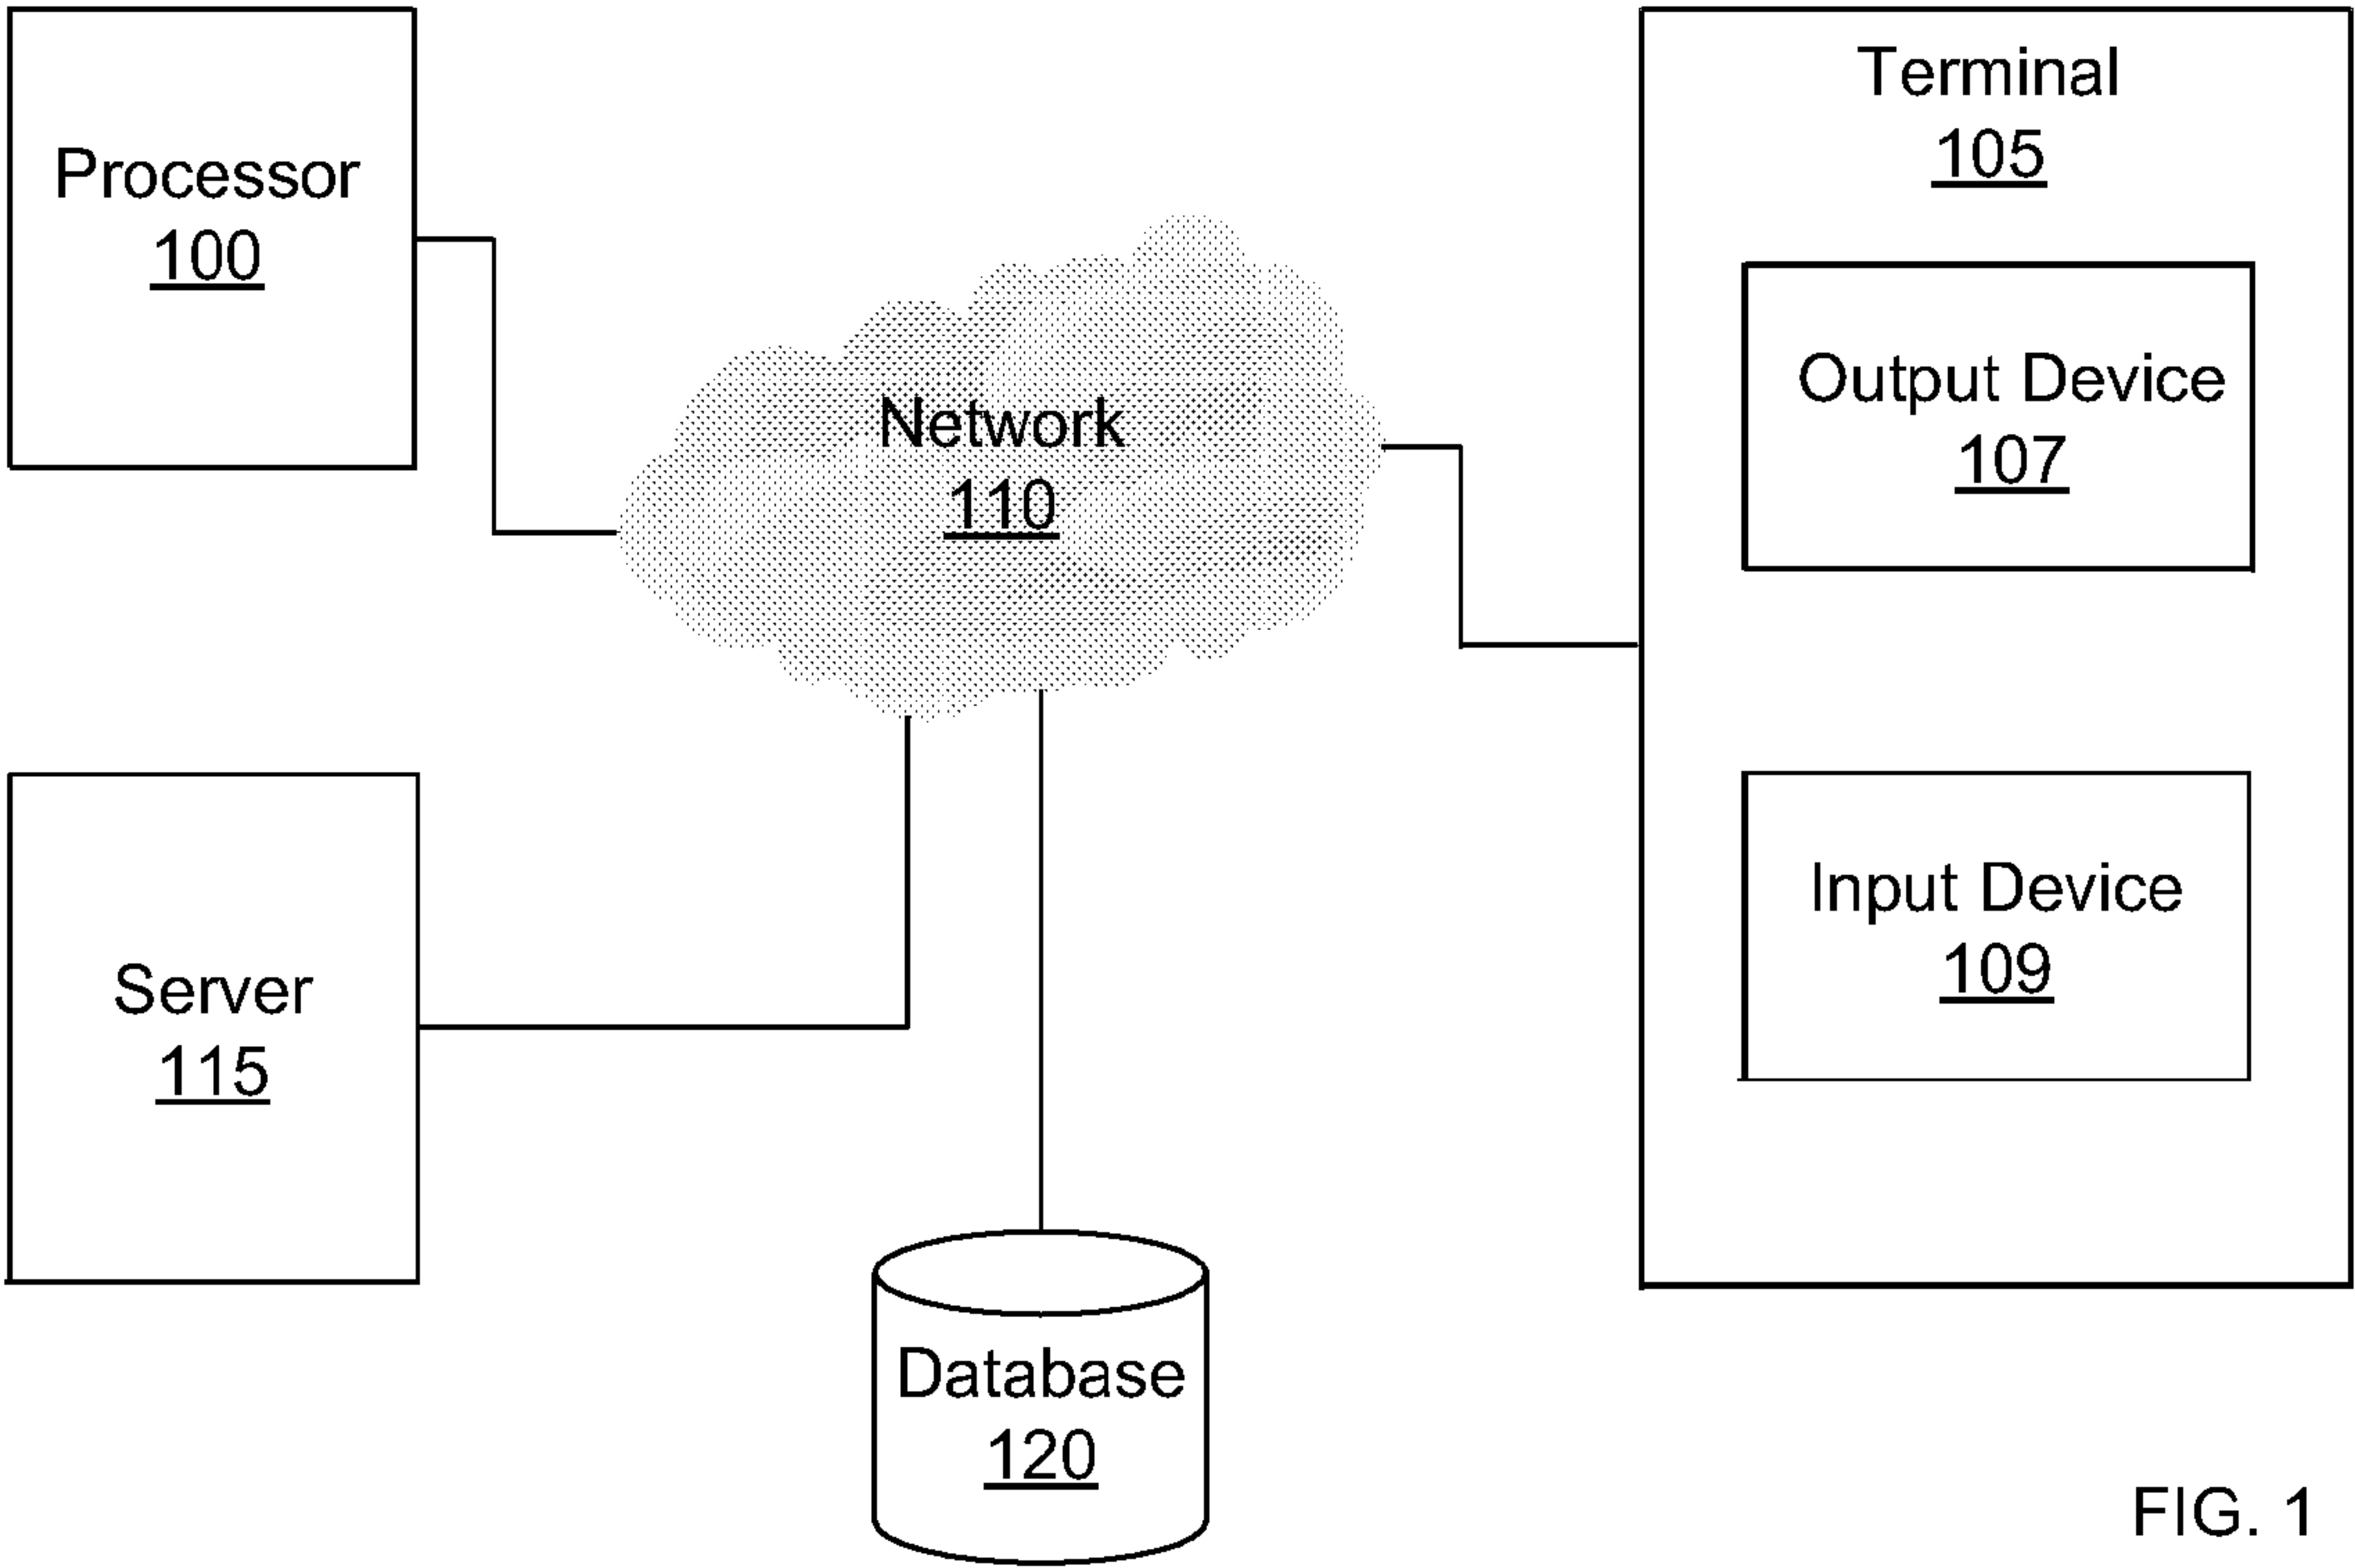 Processor
100
Terminal
105
Output Device
107
Network
110
Input Device
109
Server
115
Database
120
FIG. 1